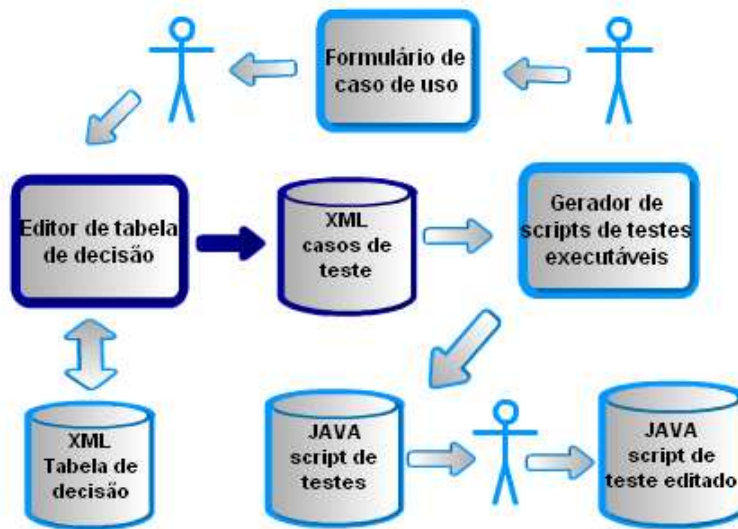 Formulário de
caso de uso
Editor de tabela
de decisão
XML
casos de
teste
Gerador de
scripts de testes
executáveis
XML
Tabela de
decisão
JAVA
script de
testes
JAVA
script de
teste editado